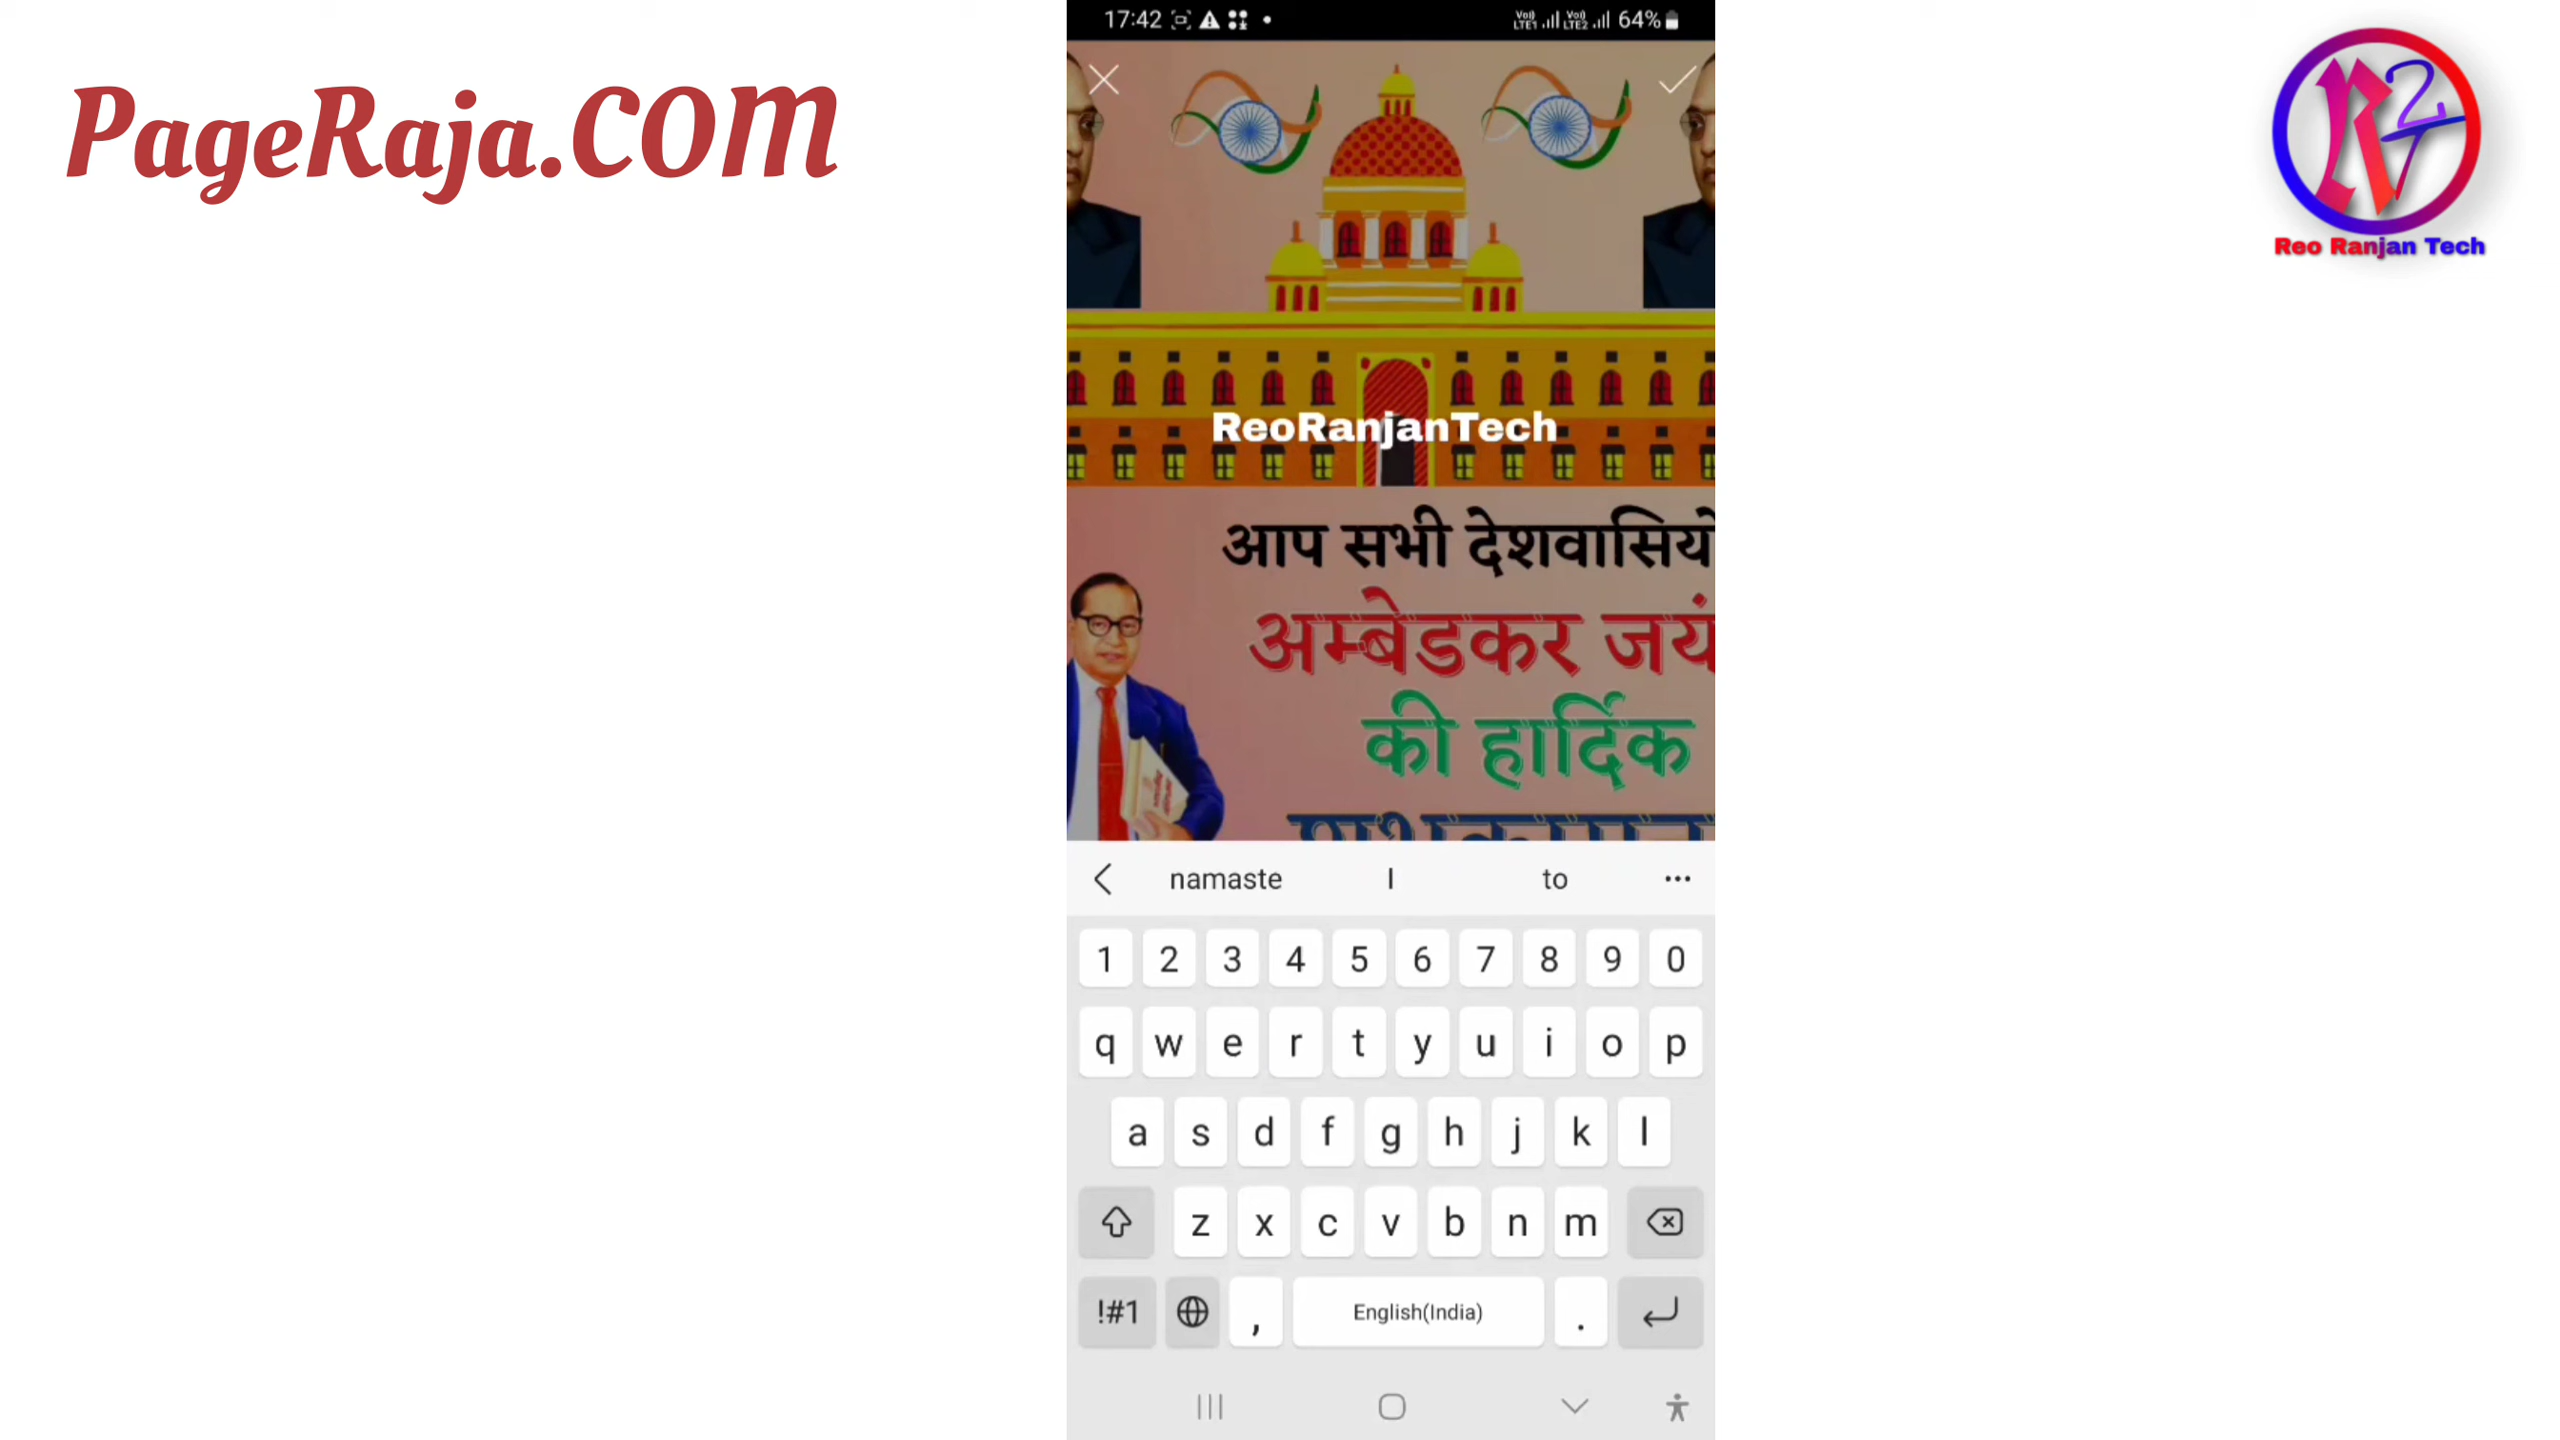 17:42 64%
PageRaja.COM
R2T
Reo Ranjan Tech
ReoRanjanTech
आप सभी देशवासियों
अम्बेडकर जयं
की हार्दिक
namaste I to ...
1 2 3 4 5 6 7 8 9 0
q w e r t y u i o p
a s d f g h j k l
z x c v b n m
!#1 , English(India) .